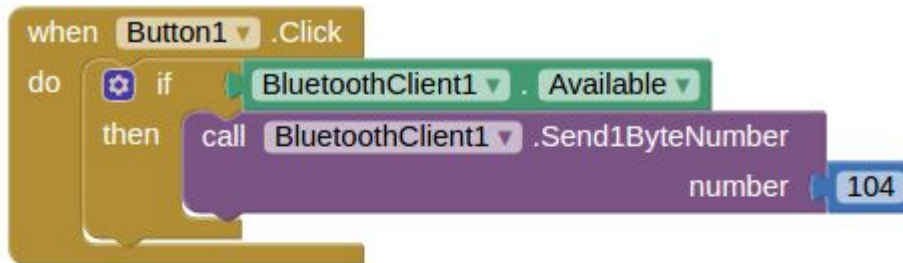 when Button1 .Click
do if BluetoothClient1 . Available
then call BluetoothClient1 .Send1ByteNumber
number 104